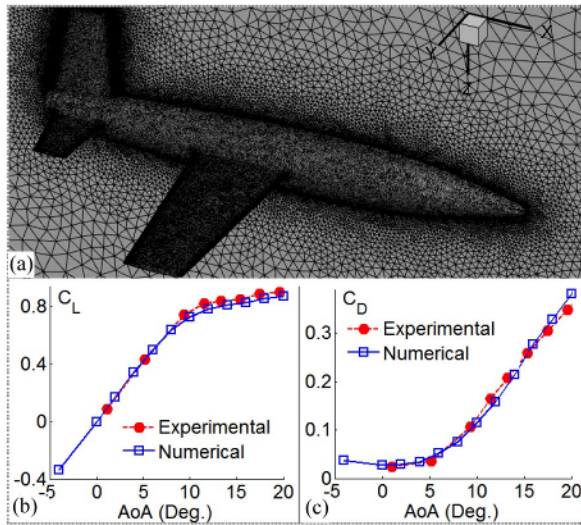 X
Y
Z
(a)
C_L
0.8
0.4
0
-0.4
Experimental
Numerical
(b)
-5 0 5 10 15 20
AoA (Deg.)
C_D
0.3
0.2
0.1
0
Experimental
Numerical
(c)
-5 0 5 10 15 20
AoA (Deg.)